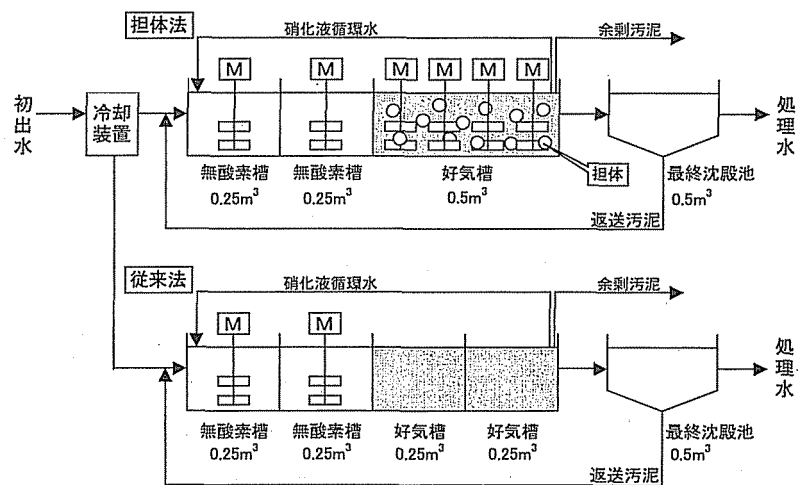 担体法
硝化液循環水
余剰汚泥
M
M
M
M
M
M
初出水
冷却装置
処理水
無酸素槽
0.25m³
無酸素槽
0.25m³
好気槽
0.5m³
担体
最終沈殿池
0.5m³
返送汚泥
従来法
硝化液循環水
余剰汚泥
M
M
処理水
無酸素槽
0.25m³
無酸素槽
0.25m³
好気槽
0.25m³
好気槽
0.25m³
最終沈殿池
0.5m³
返送汚泥